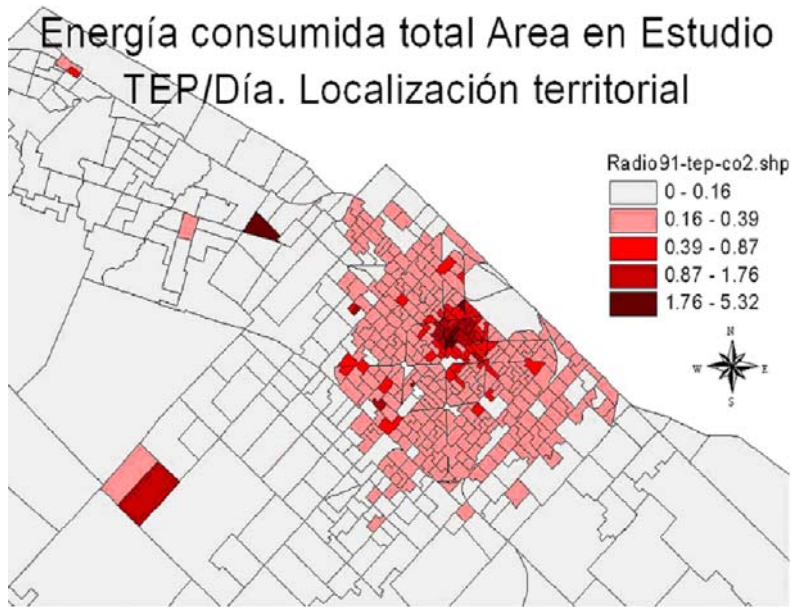 Energía consumida total Area en Estudio
TEP/Día. Localización territorial
Radio91-tep-co2.shp
0 - 0.16
0.16 - 0.39
0.39 - 0.87
0.87 - 1.76
1.76 - 5.32
N
W E
S